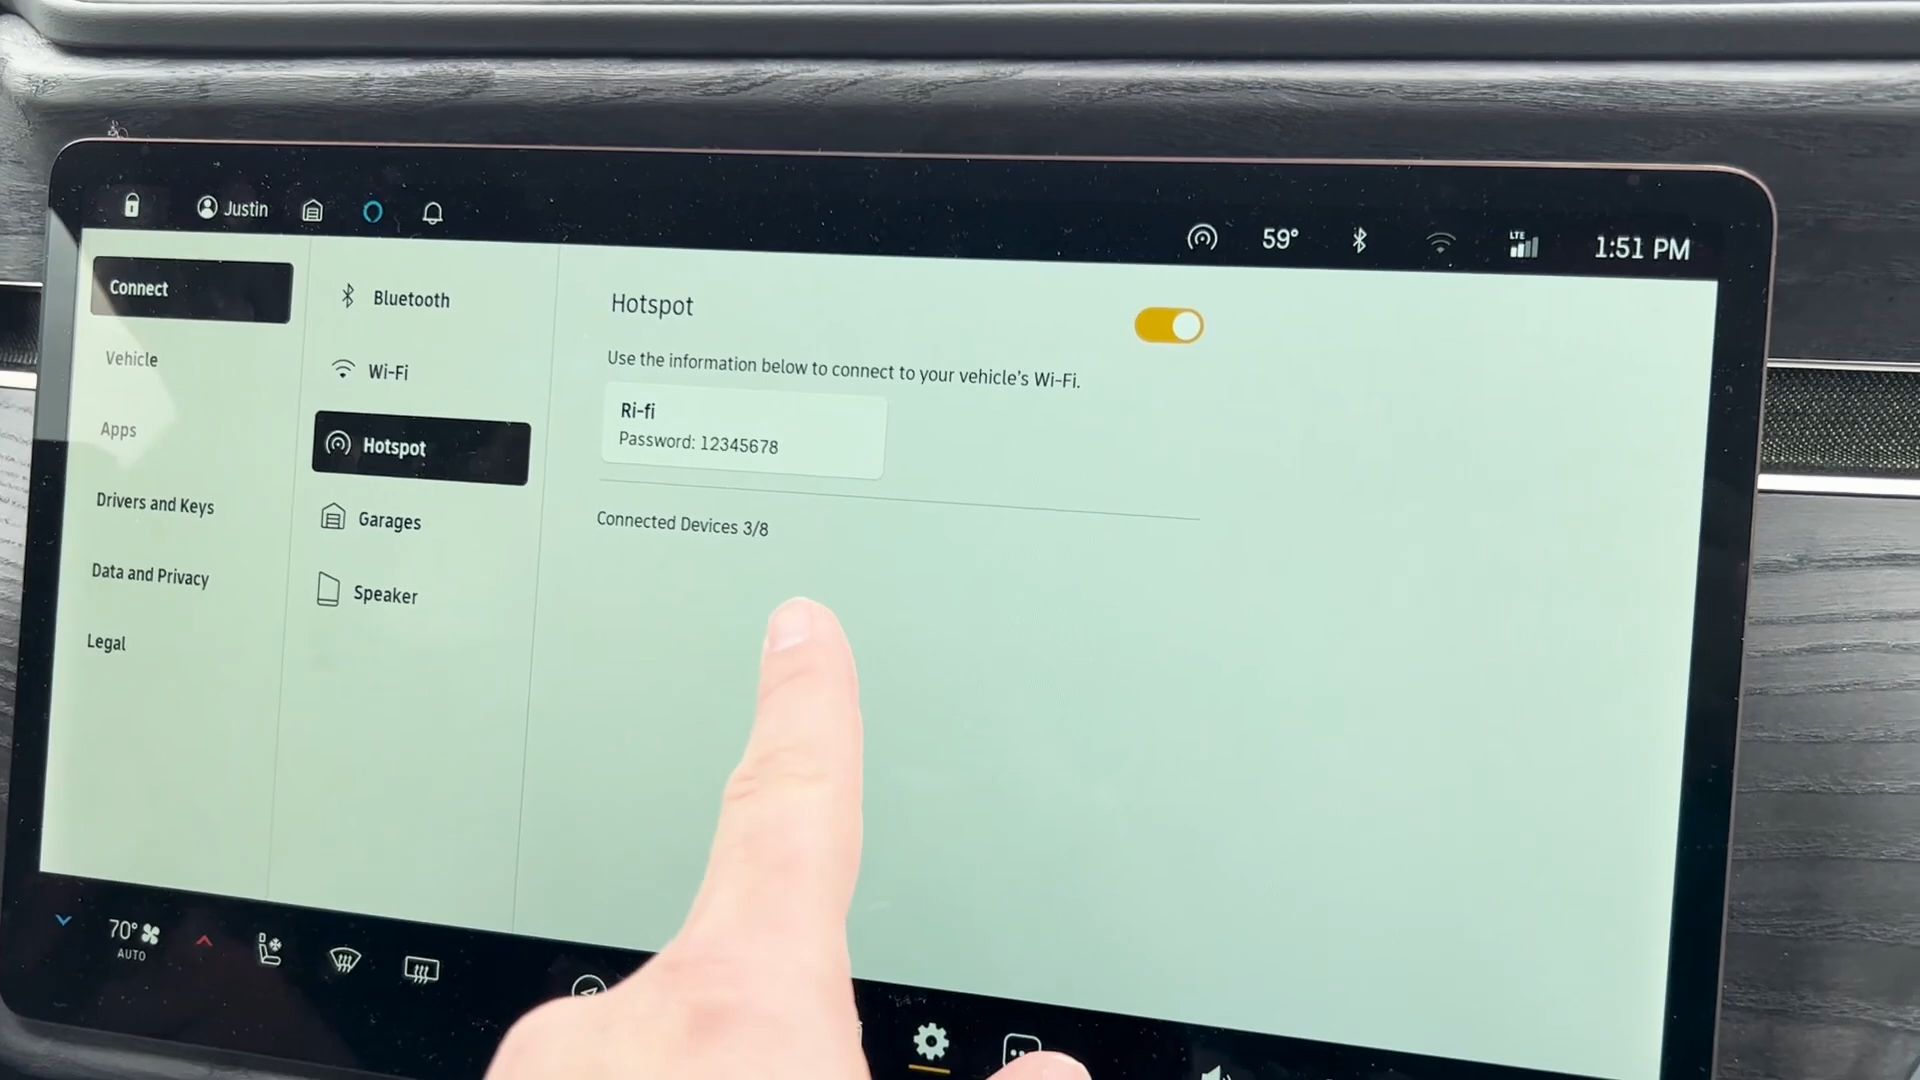 Justin
59°
LTE
1:51 PM
Connect
Vehicle
Apps
Drivers and Keys
Data and Privacy
Legal
Bluetooth
Wi-Fi
Hotspot
Garages
Speaker
Hotspot
Use the information below to connect to your vehicle's Wi-Fi.
Ri-fi
Password: 12345678
Connected Devices 3/8
70°
AUTO